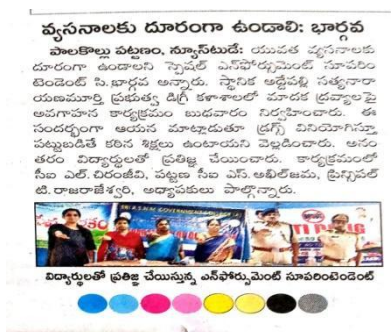 వ్యసనాలకు దూరంగా ఉండాలి: భార్గవ
పాలకొల్లు పట్టణం, న్యూస్‌టుడే: యువత వ్యసనాలకు
దూరంగా ఉండాలని స్పెషల్ ఎన్‌ఫోర్సుమెంట్ సూపరిం
టెండెంట్ సి.భార్గవ అన్నారు. స్థానిక అద్దేపల్లి సత్యనారా
యణమూర్తి ప్రభుత్వ డిగ్రీ కళాశాలలో మాదక ద్రవ్యాలపై
అవగాహన కార్యక్రమం బుధవారం నిర్వహించారు. ఈ
సందర్భంగా ఆయన మాట్లాడుతూ డ్రగ్స్ వినియోగిస్తూ
పట్టుబడితే కఠిన శిక్షలు ఉంటాయని వెల్లడించారు. అనం
తరం విద్యార్థులతో ప్రతిజ్ఞ చేయించారు. కార్యక్రమంలో
సీఐ ఎల్.చిరంజీవి, పట్టణ సీఐ ఎస్.అఖిల్‌జమ, ప్రిన్సిపల్
టి.రాజరాజేశ్వరి, అధ్యాపకులు పాల్గొన్నారు.
విద్యార్థులతో ప్రతిజ్ఞ చేయిస్తున్న ఎన్‌ఫోర్సుమెంట్ సూపరింటెండెంట్